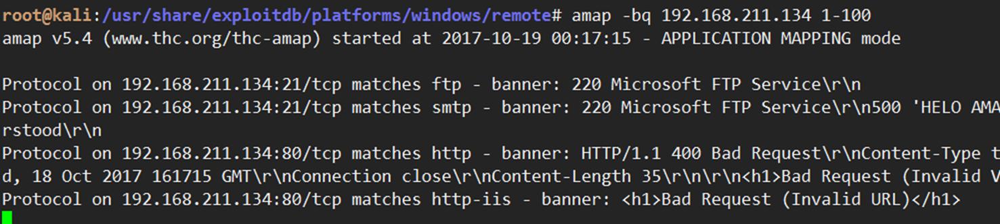 root@kali:/usr/share/exploitdb/platforms/windows/remote# amap -bq 192.168.211.134 1-100
amap v5.4 (www.thc.org/thc-amap) started at 2017-10-19 00:17:15 - APPLICATION MAPPING mode
Protocol on 192.168.211.134:21/tcp matches ftp - banner: 220 Microsoft FTP Service\r\n
Protocol on 192.168.211.134:21/tcp matches smtp - banner: 220 Microsoft FTP Service\r\n500 'HELO AMA
rstood\r\n
Protocol on 192.168.211.134:80/tcp matches http - banner: HTTP/1.1 400 Bad Request\r\nContent-Type t
d, 18 Oct 2017 161715 GMT\r\nConnection close\r\nContent-Length 35\r\n\r\n<h1>Bad Request (Invalid V
Protocol on 192.168.211.134:80/tcp matches http-iis - banner: <h1>Bad Request (Invalid URL)</h1>